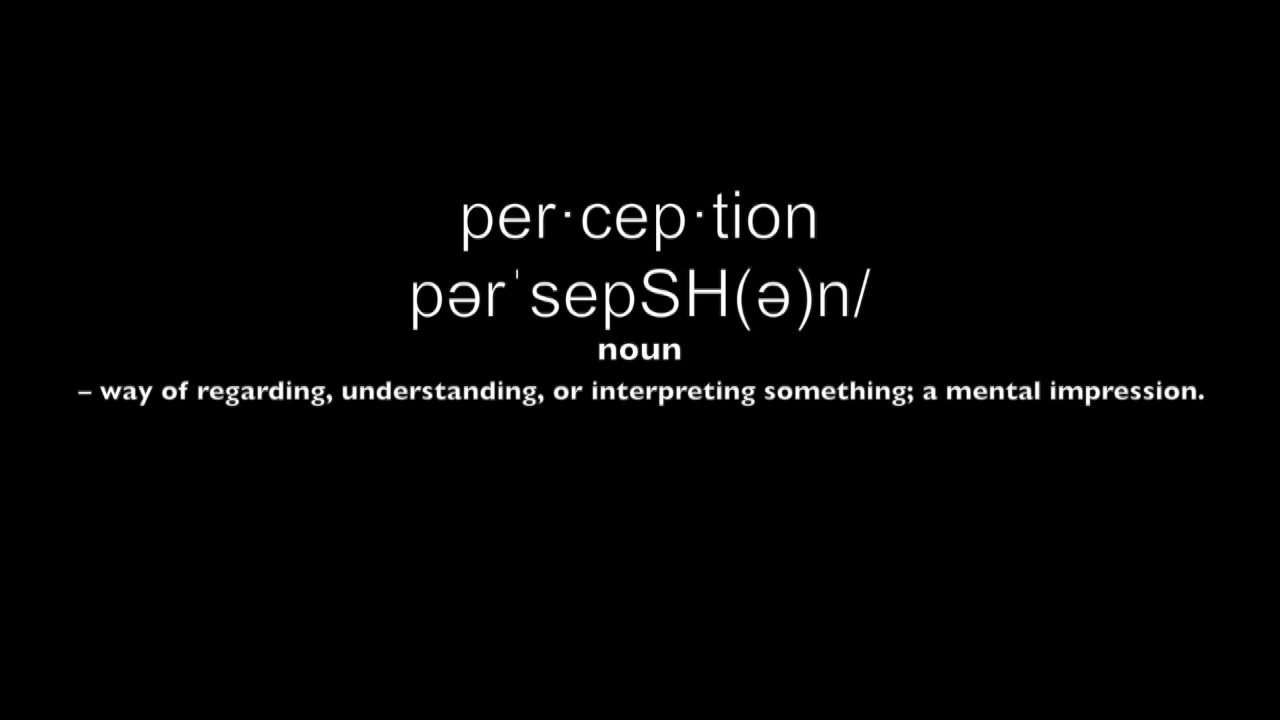 per·cep·tion
pərˈsepSH(ə)n/
noun
– way of regarding, understanding, or interpreting something; a mental impression.